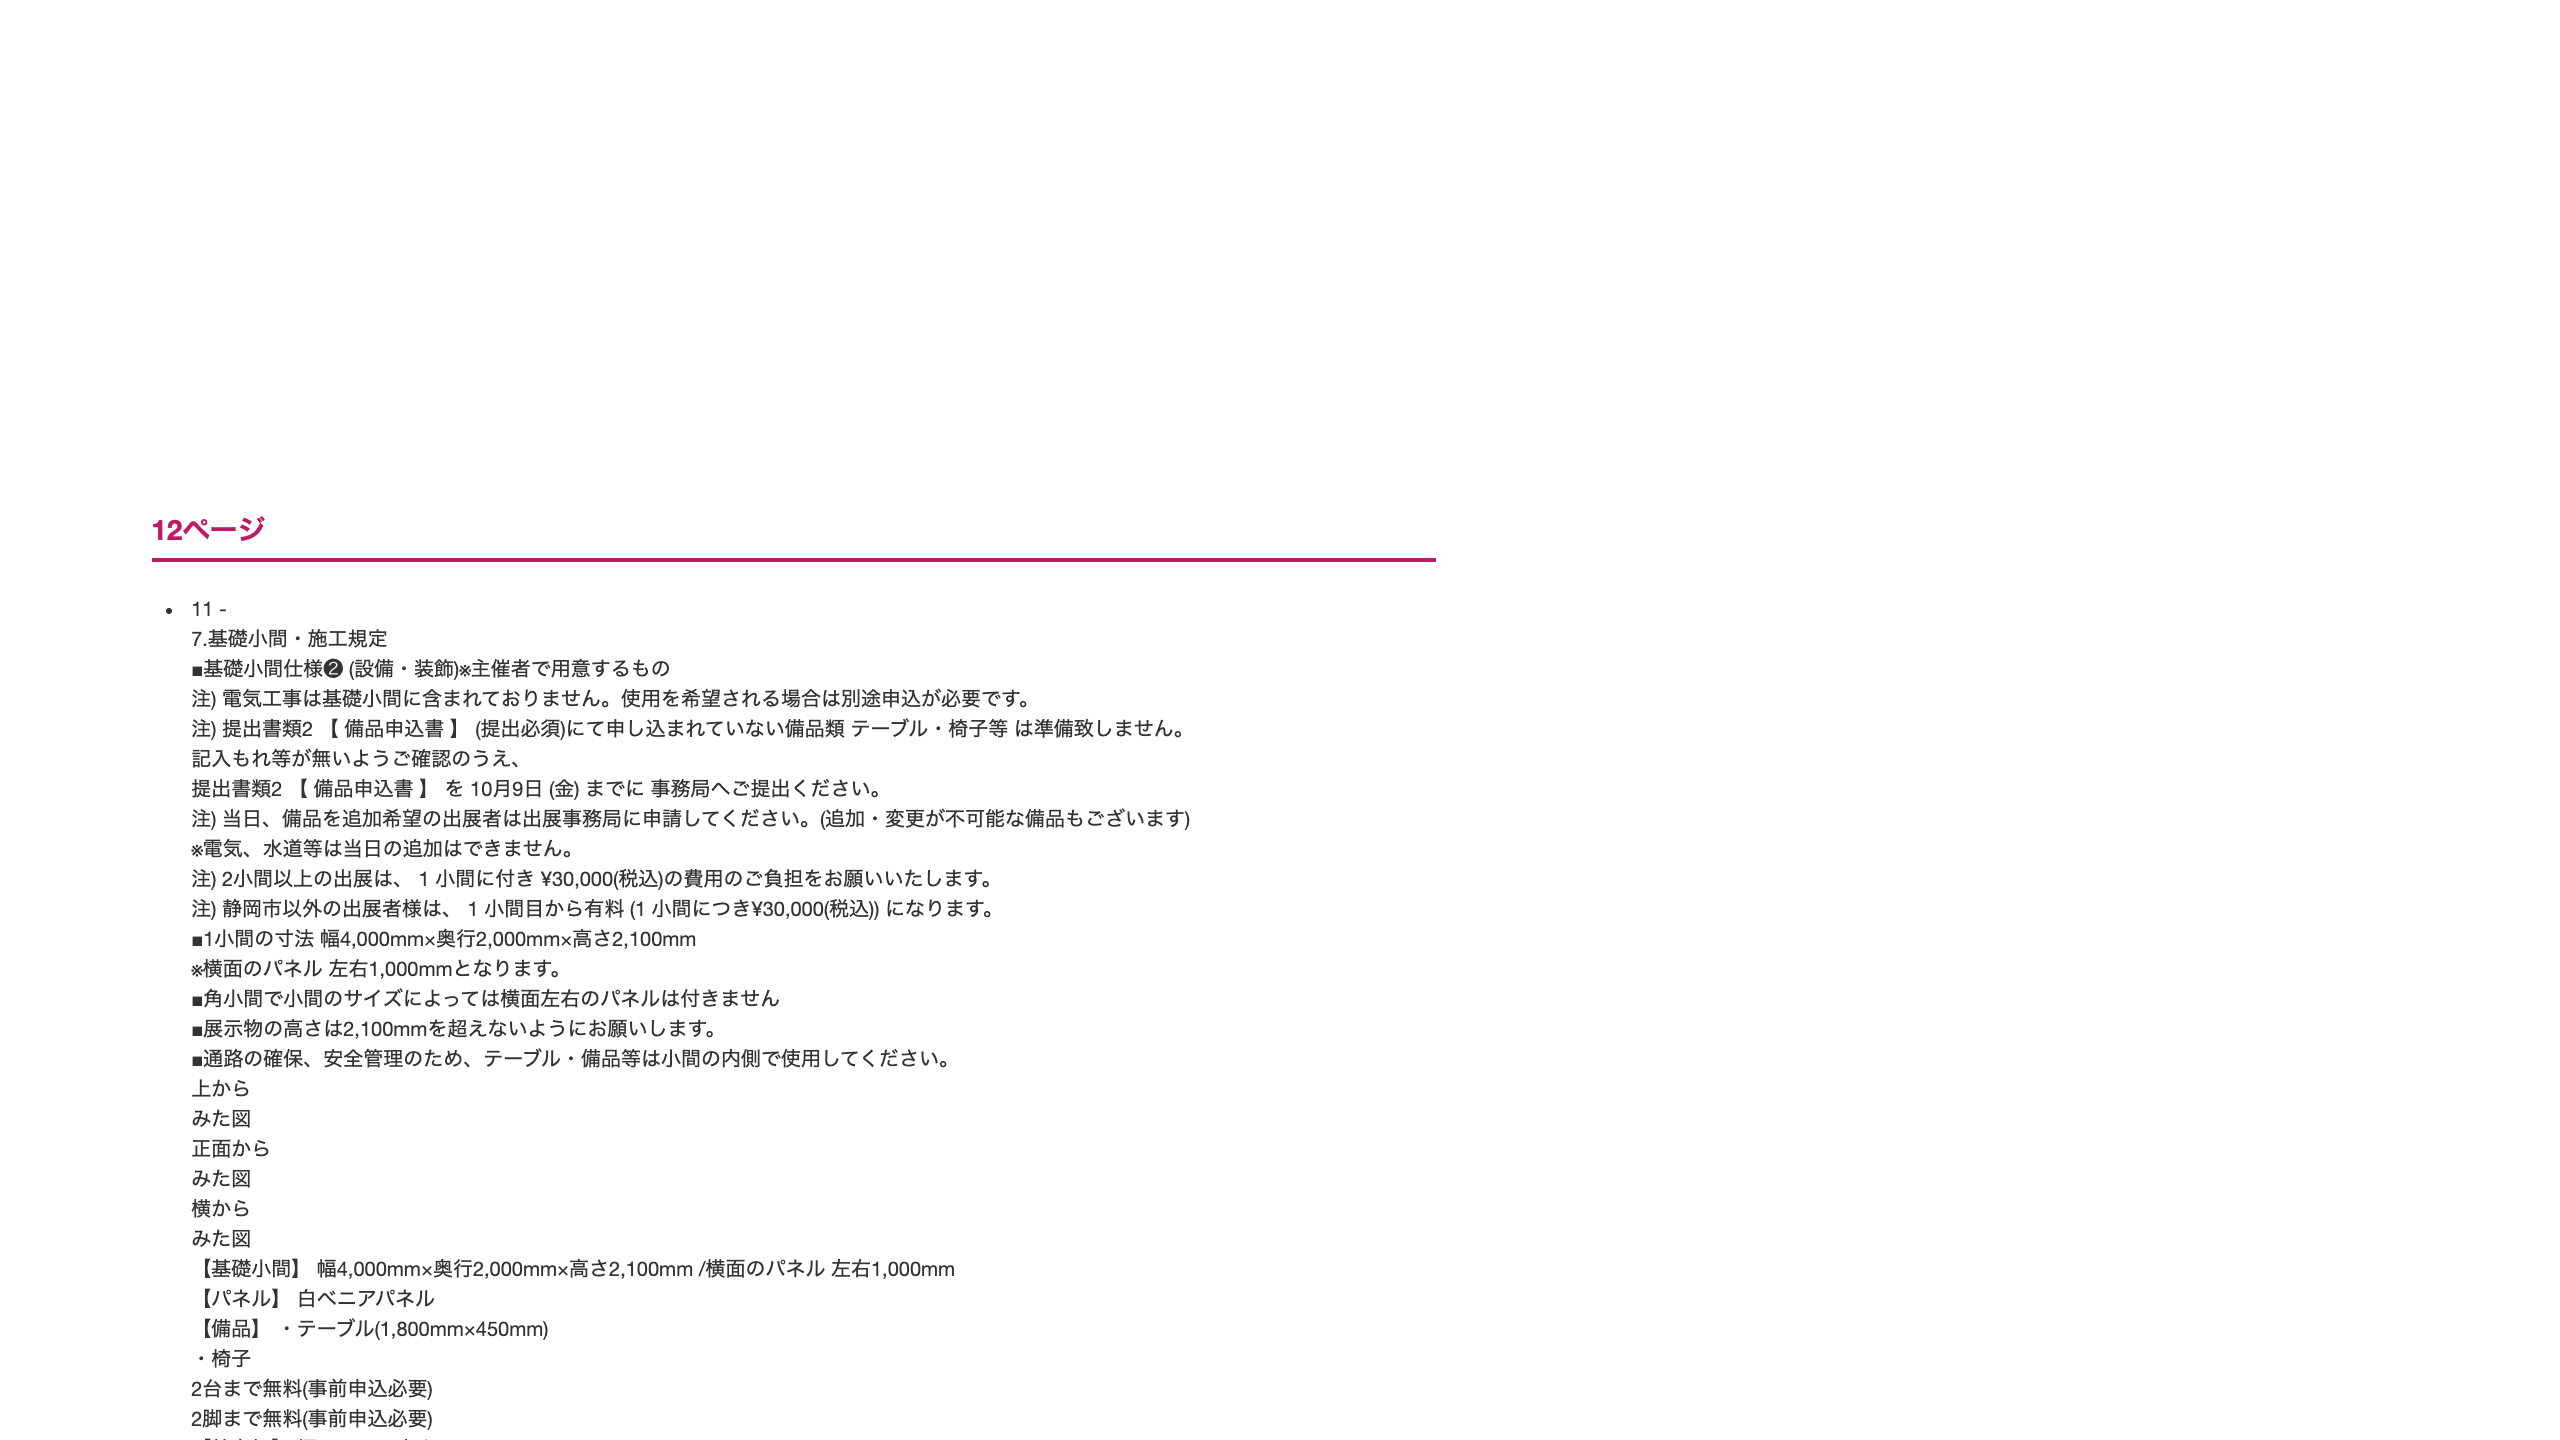 12ページ
11 -
7.基礎小間・施工規定
■基礎小間仕様❷ (設備・装飾)※主催者で用意するもの
注) 電気工事は基礎小間に含まれておりません。使用を希望される場合は別途申込が必要です。
注) 提出書類2 【 備品申込書 】 (提出必須)にて申し込まれていない備品類 テーブル・椅子等 は準備致しません。
記入もれ等が無いようご確認のうえ、
提出書類2 【 備品申込書 】 を 10月9日 (金) までに 事務局へご提出ください。
注) 当日、備品を追加希望の出展者は出展事務局に申請してください。(追加・変更が不可能な備品もございます)
※電気、水道等は当日の追加はできません。
注) 2小間以上の出展は、 1 小間に付き ¥30,000(税込)の費用のご負担をお願いいたします。
注) 静岡市以外の出展者様は、 1 小間目から有料 (1 小間につき¥30,000(税込)) になります。
■1小間の寸法 幅4,000mm×奥行2,000mm×高さ2,100mm
※横面のパネル 左右1,000mmとなります。
■角小間で小間のサイズによっては横面左右のパネルは付きません
■展示物の高さは2,100mmを超えないようにお願いします。
■通路の確保、安全管理のため、テーブル・備品等は小間の内側で使用してください。
上から
みた図
正面から
みた図
横から
みた図
【基礎小間】 幅4,000mm×奥行2,000mm×高さ2,100mm /横面のパネル 左右1,000mm
【パネル】 白ベニアパネル
【備品】 ・テーブル(1,800mm×450mm)
・椅子
2台まで無料(事前申込必要)
2脚まで無料(事前申込必要)